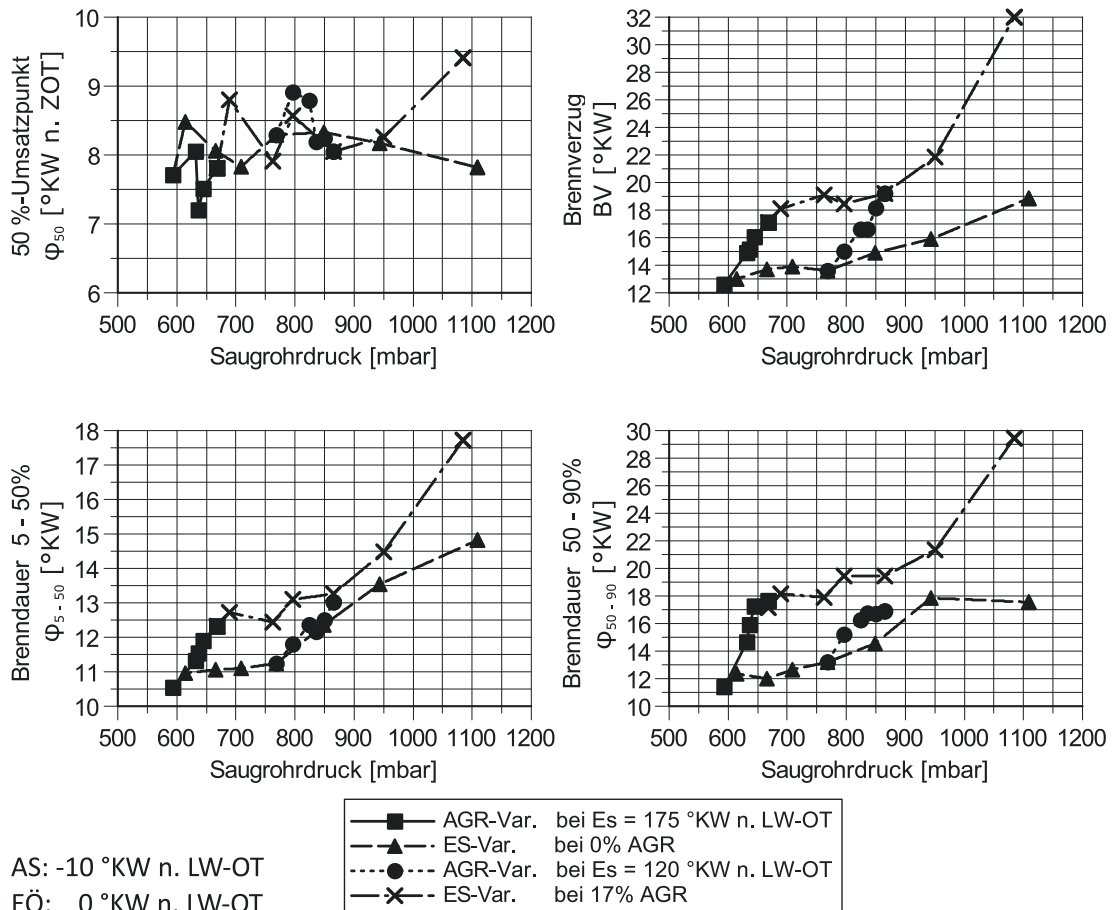 50 %-Umsatzpunkt
φ50 [°KW n. ZOT]
10
9
8
7
6
500 600 700 800 900 1000 1100 1200
Saugrohrdruck [mbar]
Brennverzug
BV [°KW]
32
30
28
26
24
22
20
18
16
14
12
500 600 700 800 900 1000 1100 1200
Saugrohrdruck [mbar]
Brenndauer 5 - 50%
φ5 - 50 [°KW]
18
17
16
15
14
13
12
11
10
500 600 700 800 900 1000 1100 1200
Saugrohrdruck [mbar]
Brenndauer 50 - 90%
φ50 - 90 [°KW]
30
28
26
24
22
20
18
16
14
12
10
500 600 700 800 900 1000 1100 1200
Saugrohrdruck [mbar]
AGR-Var. bei Es = 175 °KW n. LW-OT
ES-Var. bei 0% AGR
AGR-Var. bei Es = 120 °KW n. LW-OT
ES-Var. bei 17% AGR
AS: -10 °KW n. LW-OT
EÖ: 0 °KW n. LW-OT